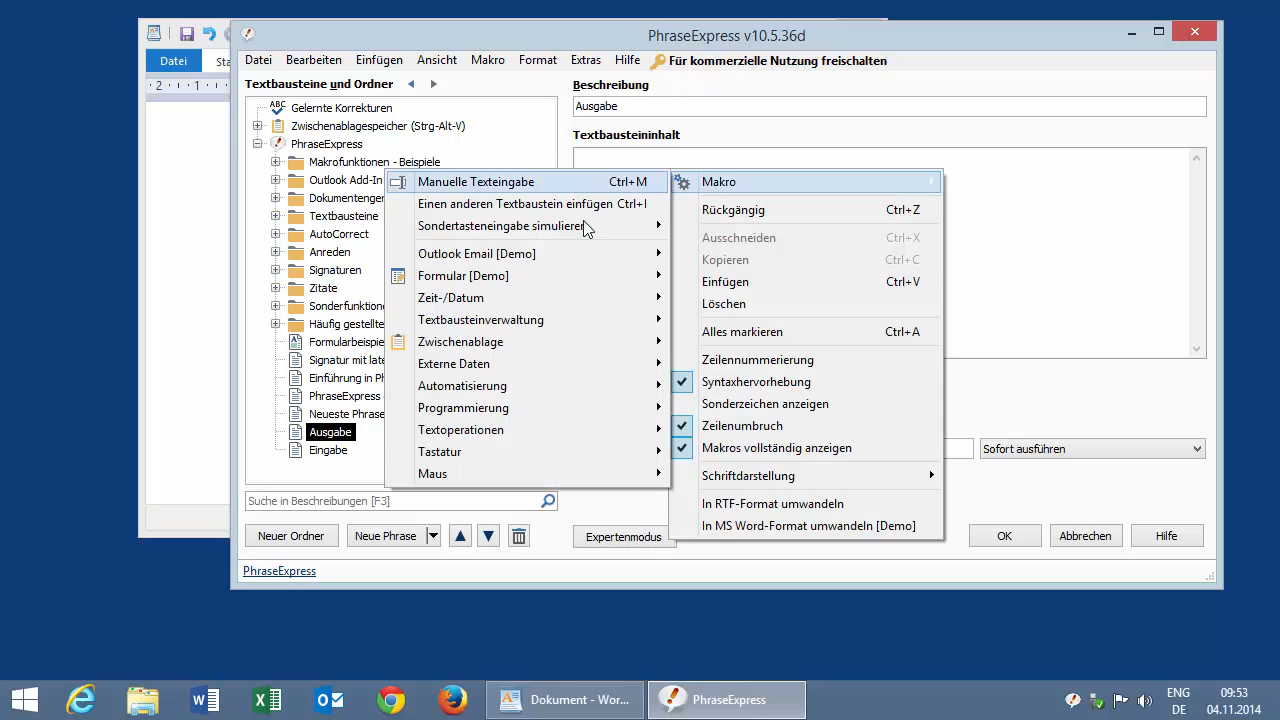 PhraseExpress v10.5.36d
Datei
Sta
Datei Bearbeiten Einfügen Ansicht Makro Format Extras Hilfe Für kommerzielle Nutzung freischalten
Textbausteine und Ordner
Beschreibung
Ausgabe
Textbausteininhalt
2 1
ABC
Gelernte Korrekturen
Zwischenablagespeicher (Strg-Alt-V)
PhraseExpress
Makrofunktionen - Beispiele
Outlook Add-In
Dokumenten
Textbausteine
AutoCorrect
Anreden
Signaturen
Zitate
Sonderfunktion
Häufig gestellte
Formularbeispie
Signatur mit late
Einführung in Ph
PhraseExpress
Neueste Phrase
Ausgabe
Eingabe
Manuelle Texteingabe Ctrl+M
Einen anderen Textbaustein einfügen Ctrl+I
Sondertasteneingabe simulieren
Outlook Email [Demo]
Formular [Demo]
Zeit-/Datum
Textbausteinverwaltung
Zwischenablage
Externe Daten
Automatisierung
Programmierung
Textoperationen
Tastatur
Maus
Makro
Rückgängig Ctrl+Z
Ausschneiden Ctrl+X
Kopieren Ctrl+C
Einfügen Ctrl+V
Löschen
Alles markieren Ctrl+A
Zeilennummerierung
Syntaxhervorhebung
Sonderzeichen anzeigen
Zeilenumbruch
Makros vollständig anzeigen
Schriftdarstellung
In RTF-Format umwandeln
In MS Word-Format umwandeln [Demo]
Sofort ausführen
Suche in Beschreibungen [F3]
Neuer Ordner Neue Phrase
Expertenmodus
OK Abbrechen Hilfe
PhraseExpress
Dokument - Wor...
PhraseExpress
ENG
DE
09:53
04.11.2014